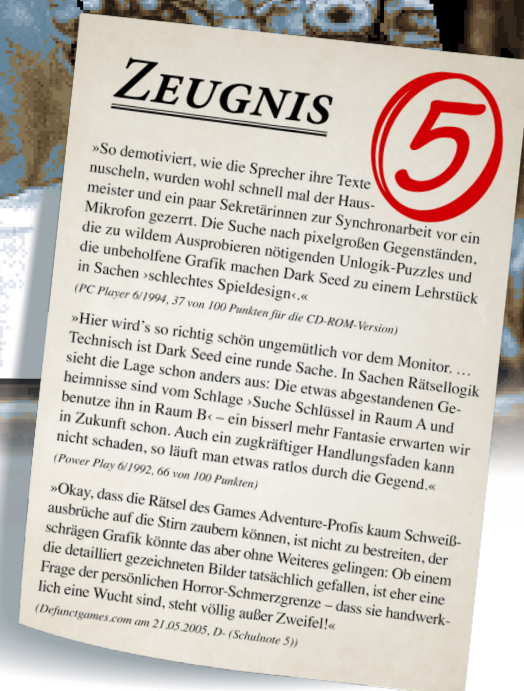 ZEUGNIS
5
»So demotiviert, wie die Sprecher ihre Texte
nuscheln, wurden wohl schnell mal der Haus-
meister und ein paar Sekretärinnen zur Synchronarbeit vor ein
Mikrofon gezerrt. Die Suche nach pixelgroßen Gegenständen,
die zu wildem Ausprobieren nötigenden Unlogik-Puzzles und
die unbeholfene Grafik machen Dark Seed zu einem Lehrstück
in Sachen ›schlechtes Spieldesign‹.«
(PC Player 6/1994, 37 von 100 Punkten für die CD-ROM-Version)
»Hier wird's so richtig schön ungemütlich vor dem Monitor. …
Technisch ist Dark Seed eine runde Sache. In Sachen Rätsellogik
sieht die Lage schon anders aus: Die etwas abgestandenen Ge-
heimnisse sind vom Schlage ›Suche Schlüssel in Raum A und
benutze ihn in Raum B‹ – ein bisserl mehr Fantasie erwarten wir
in Zukunft schon. Auch ein zugkräftiger Handlungsfaden kann
nicht schaden, so läuft man etwas ratlos durch die Gegend.«
(Power Play 6/1992, 66 von 100 Punkten)
»Okay, dass die Rätsel des Games Adventure-Profis kaum Schweiß-
ausbrüche auf die Stirn zaubern können, ist nicht zu bestreiten, der
schrägen Grafik könnte das aber ohne Weiteres gelingen: Ob einem
die detailliert gezeichneten Bilder tatsächlich gefallen, ist eher eine
Frage der persönlichen Horror-Schmerzgrenze – dass sie handwerk-
lich eine Wucht sind, steht völlig außer Zweifel!«
(Defunctgames.com am 21.05.2005, D- (Schulnote 5))